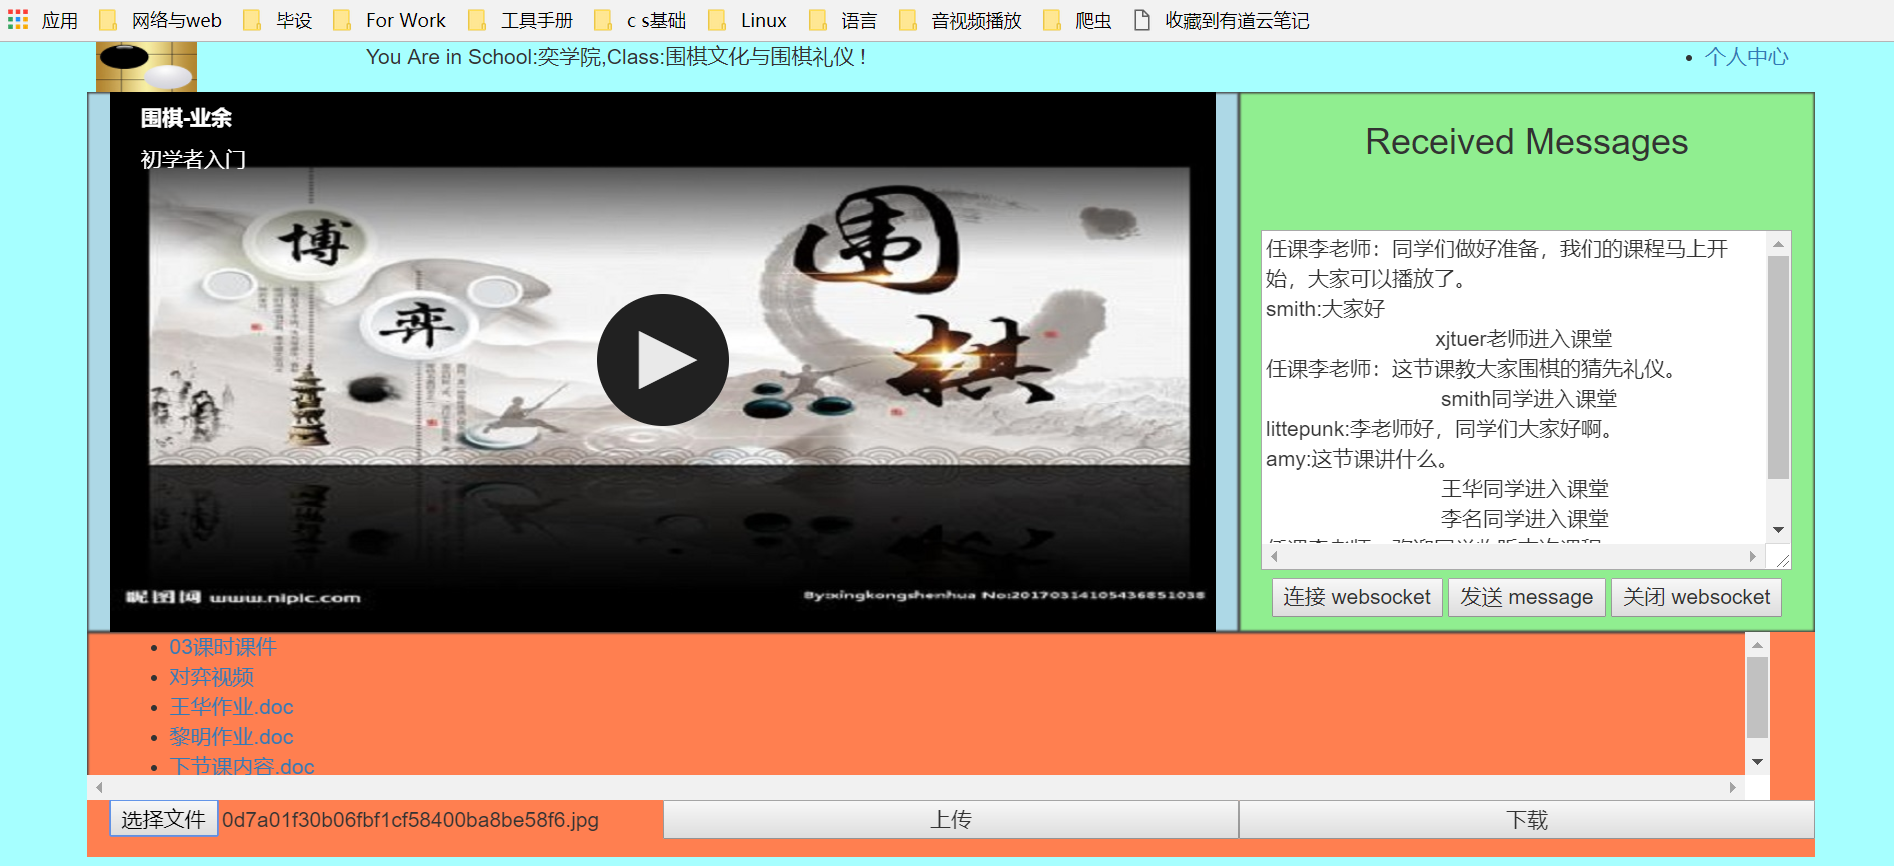 应用 网络与web 毕设 For Work 工具手册 c s基础 Linux 语言 音视频播放 爬虫 收藏到有道云笔记
You Are in School:奕学院,Class:围棋文化与围棋礼仪 !
个人中心
围棋-业余
初学者入门
博
弈
围
棋
昵图网 www.nipic.com
By:xingkongshenhua No:20170314105436851038
Received Messages
任课李老师：同学们做好准备，我们的课程马上开
始，大家可以播放了。
smith:大家好
xjtuer老师进入课堂
任课李老师：这节课教大家围棋的猜先礼仪。
smith同学进入课堂
littepunk:李老师好，同学们大家好啊。
amy:这节课讲什么。
王华同学进入课堂
李名同学进入课堂
连接 websocket 发送 message 关闭 websocket
03课时课件
对弈视频
王华作业.doc
黎明作业.doc
下节课内容.doc
选择文件 0d7a01f30b06fbf1cf58400ba8be58f6.jpg 上传 下载